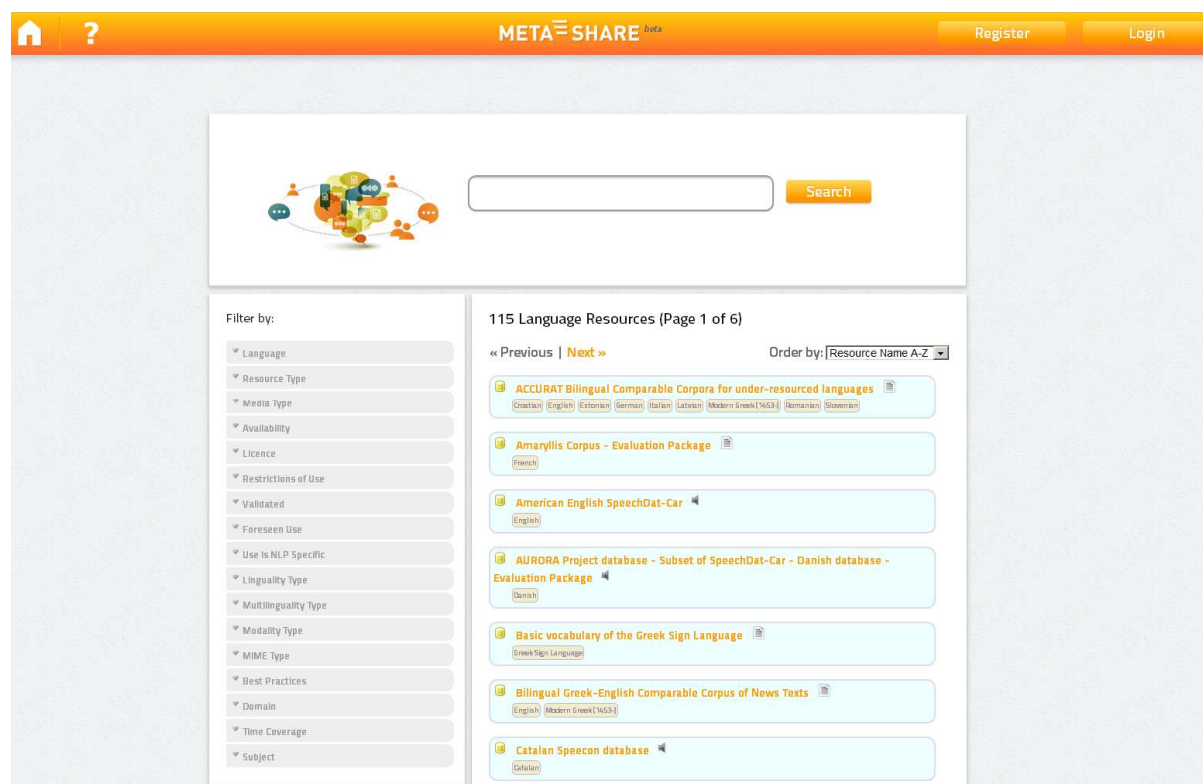 ? META SHARE beta Register Login
Search
Filter by:
Language
Resource Type
Media Type
Availability
Licence
Restrictions of Use
Validated
Foreseen Use
Use Is NLP Specific
Linguality Type
Multilinguality Type
Modality Type
MIME Type
Best Practices
Domain
Time Coverage
Subject
115 Language Resources (Page 1 of 6)
« Previous | Next » Order by: Resource Name A-Z
ACCURAT Bilingual Comparable Corpora for under-resourced languages
Croatian English Estonian German Italian Latvian Modern Greek (1453-) Romanian Slovenian
Amaryllis Corpus - Evaluation Package
French
American English SpeechDat-Car
English
AURORA Project database - Subset of SpeechDat-Car - Danish database -
Evaluation Package
Danish
Basic vocabulary of the Greek Sign Language
Greek Sign Language
Bilingual Greek-English Comparable Corpus of News Texts
English Modern Greek (1453-)
Catalan Speecon database
Catalan